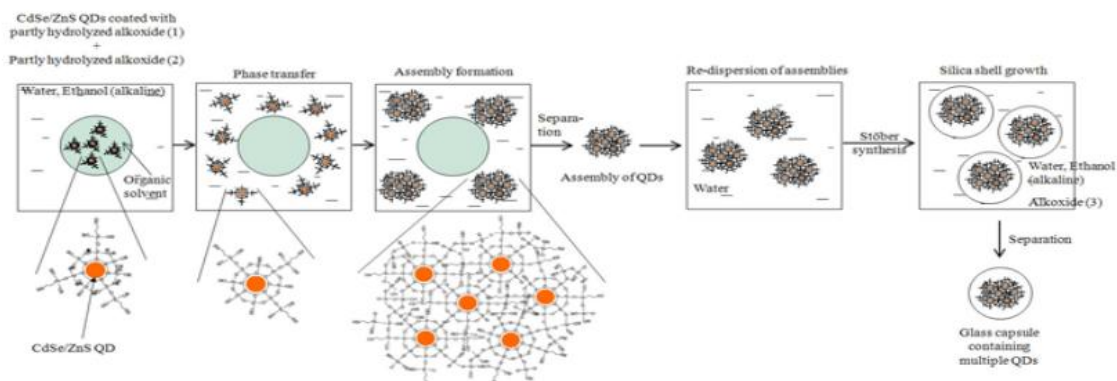 CdSe/ZnS QDs coated with
partly hydrolyzed alkoxide (1)
+
Partly hydrolyzed alkoxide (2)
Water, Ethanol (alkaline)
Organic
solvent
CdSe/ZnS QD
Phase transfer
Assembly formation
Separa-
tion
Assembly of QDs
Re-dispersion of assemblies
Water
Stöber
synthesis
Silica shell growth
Water, Ethanol
(alkaline)
Alkoxide (3)
Separation
Glass capsule
containing
multiple QDs